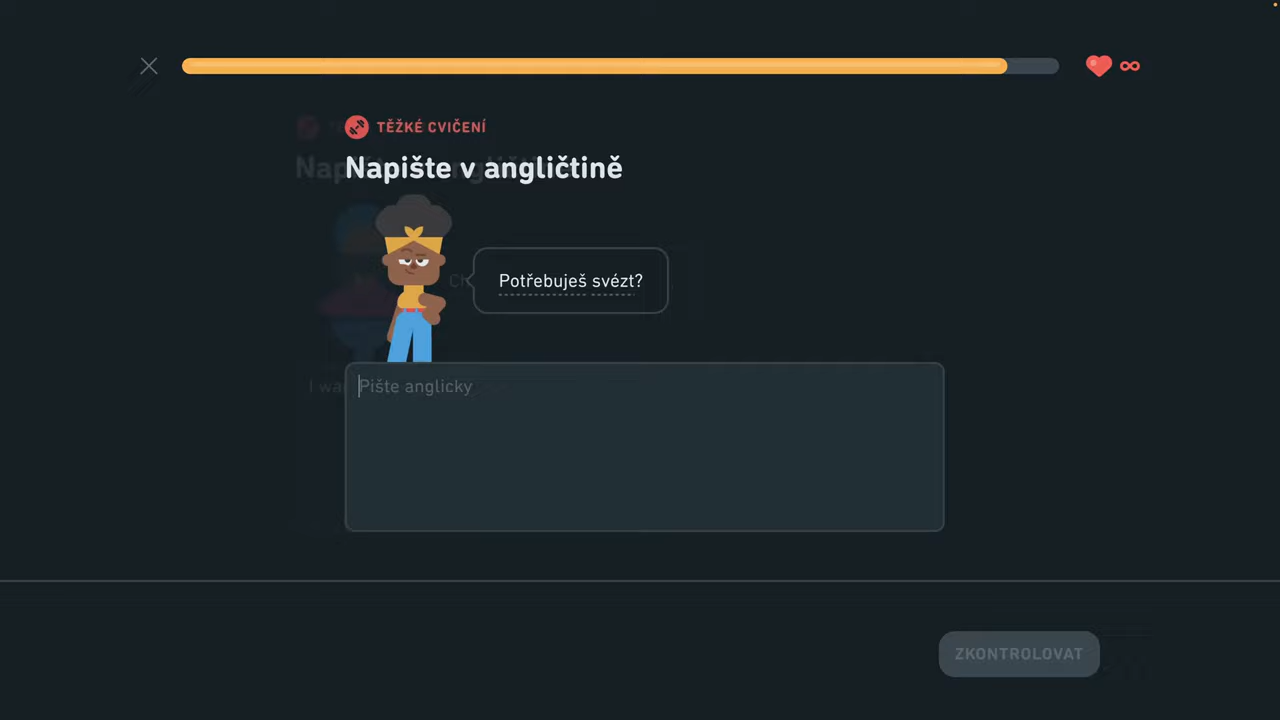 TĚŽKÉ CVIČENÍ
Napište v angličtině
Potřebuješ svézt?
Pište anglicky
ZKONTROLOVAT